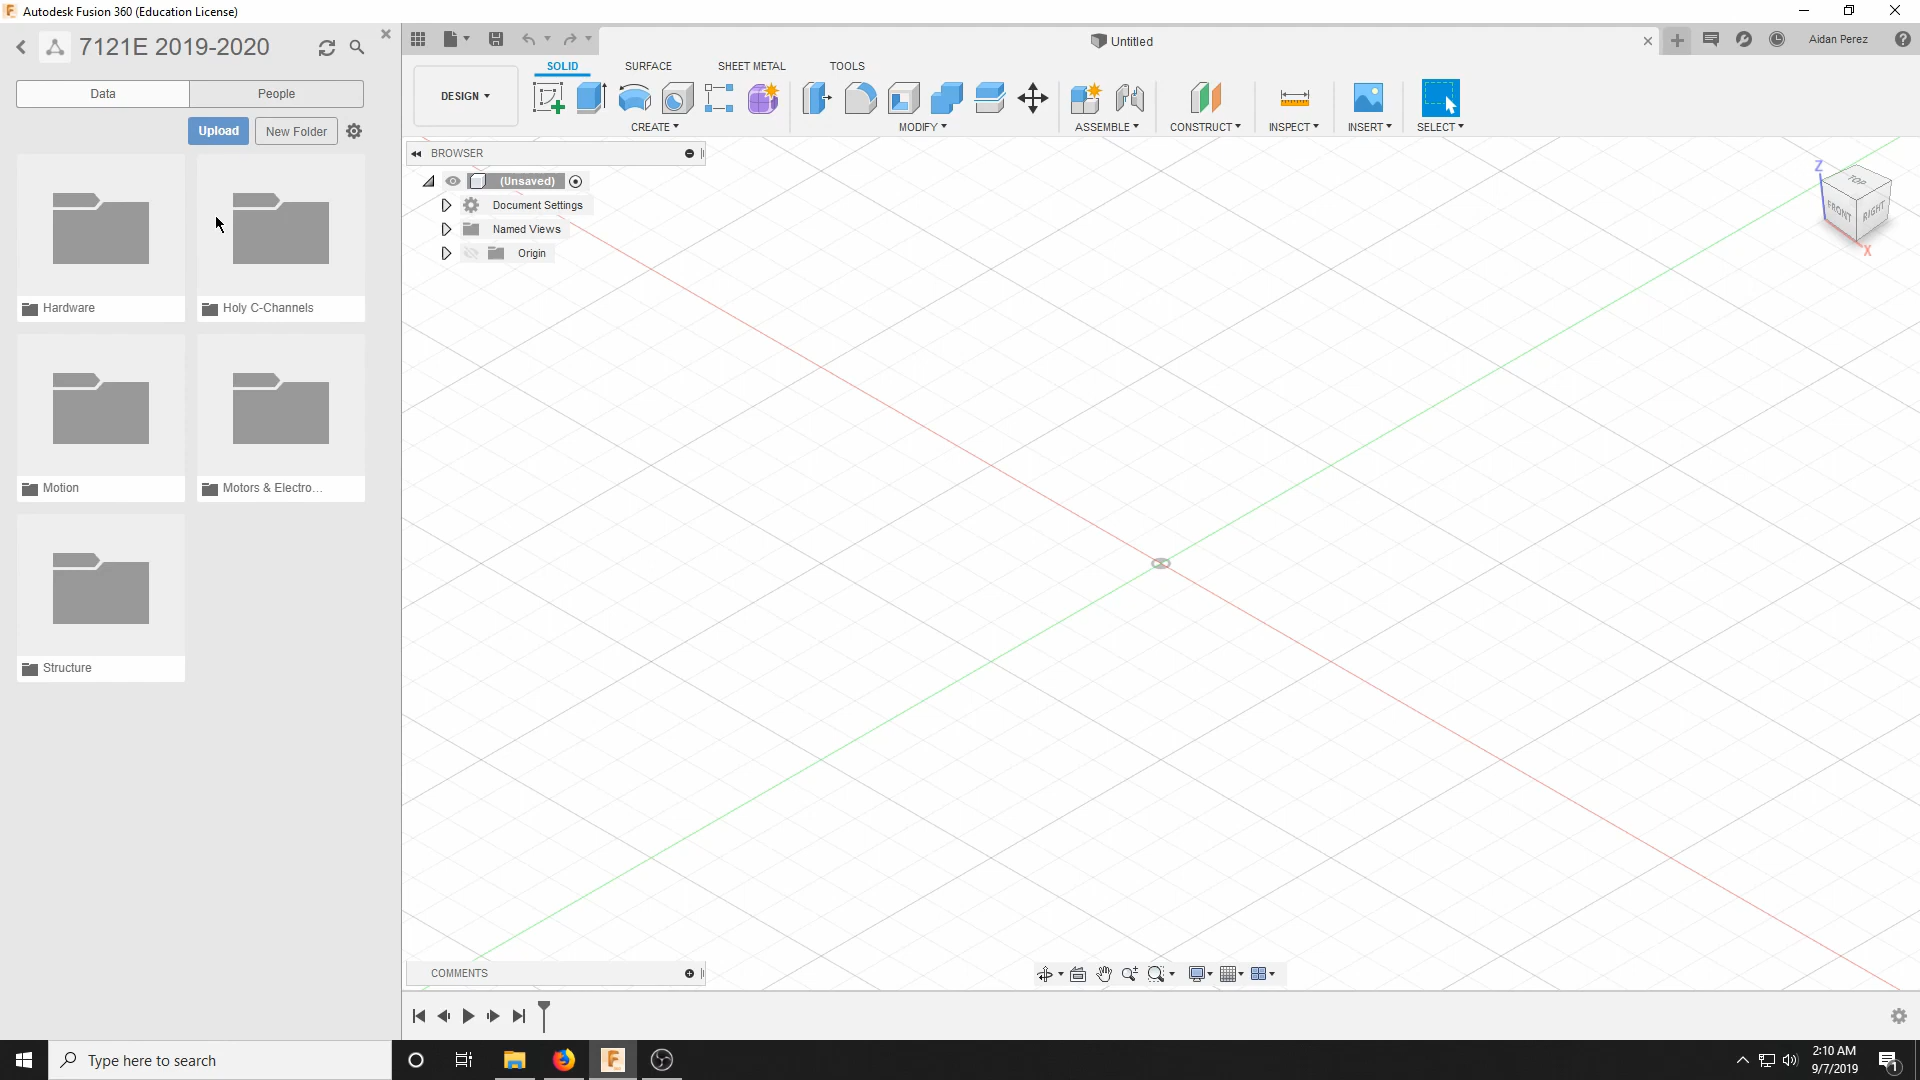 Autodesk Fusion 360 (Education License)
7121E 2019-2020
Data
People
Upload
New Folder
Hardware
Holy C-Channels
Motion
Motors & Electro...
Structure
Untitled
Aidan Perez
DESIGN
SOLID
SURFACE
SHEET METAL
TOOLS
CREATE
MODIFY
ASSEMBLE
CONSTRUCT
INSPECT
INSERT
SELECT
BROWSER
(Unsaved)
Document Settings
Named Views
Origin
Z
TOP
FRONT
RIGHT
X
COMMENTS
Type here to search
2:10 AM
9/7/2019
1